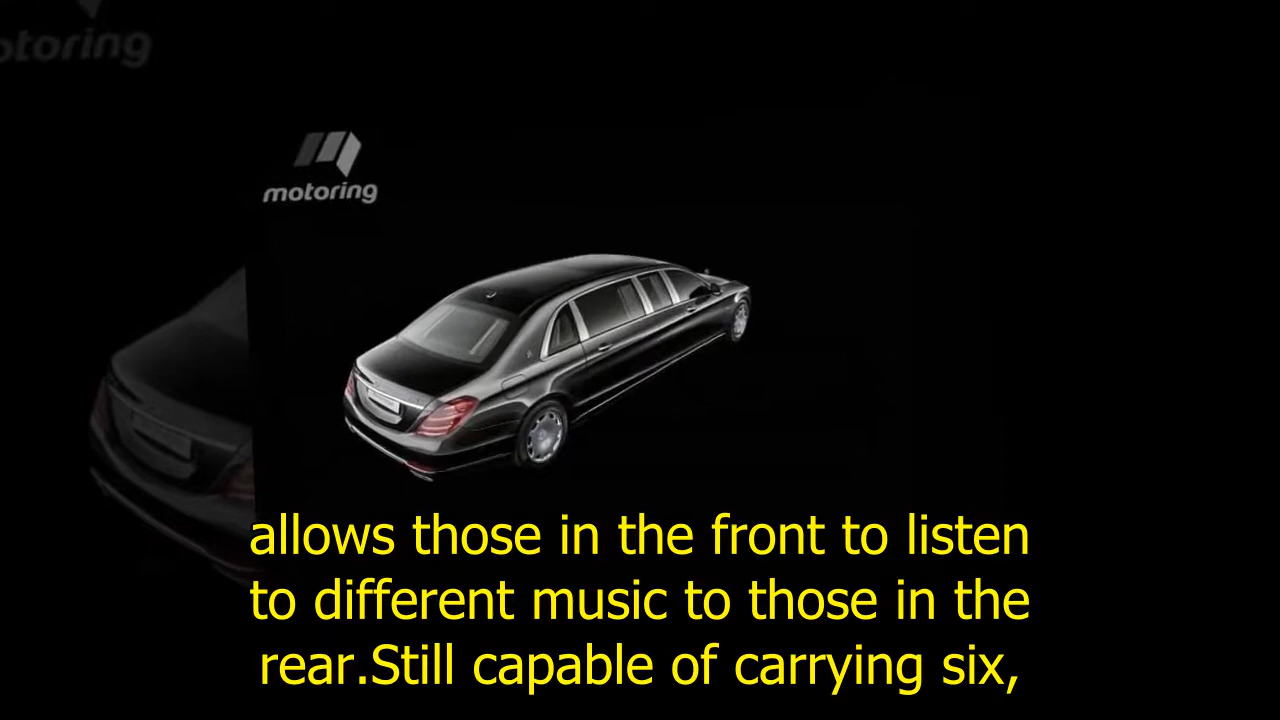 otoring
motoring
allows those in the front to listen
to different music to those in the
rear.Still capable of carrying six,